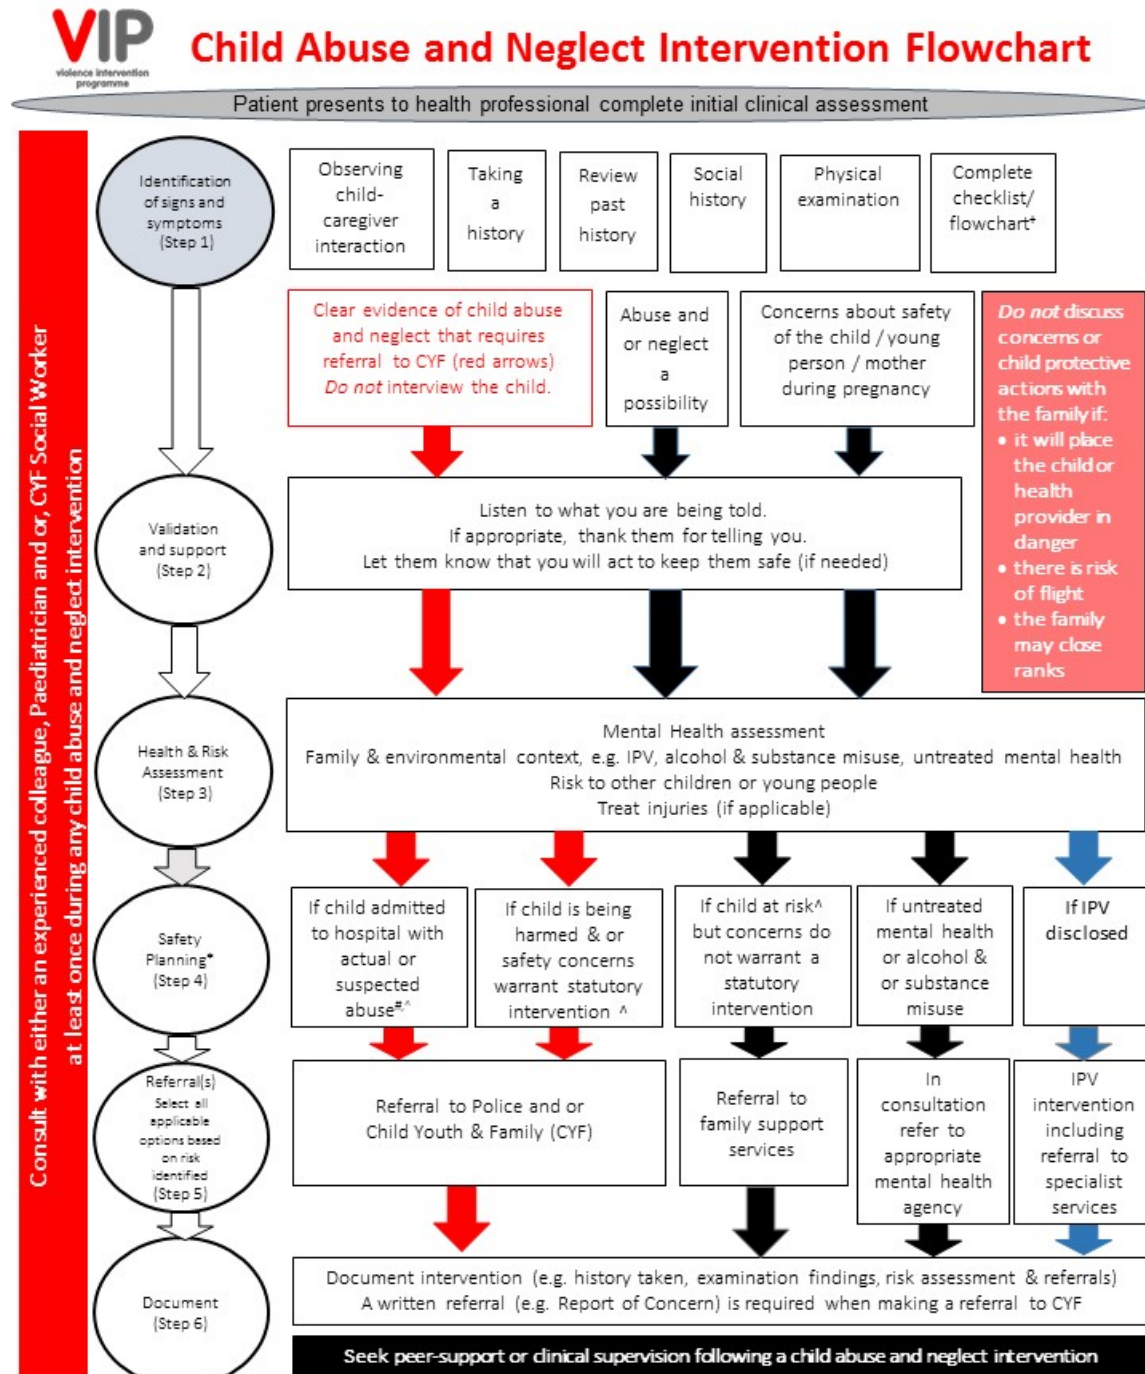 VIP
violence intervention
programme
Child Abuse and Neglect Intervention Flowchart
Patient presents to health professional complete initial clinical assessment
Consult with either an experienced colleague, Paediatrician and or, CYF Social Worker
at least once during any child abuse and neglect intervention
Identification
of signs and
symptoms
(Step 1)
Observing
child-
caregiver
interaction
Taking
a
history
Review
past
history
Social
history
Physical
examination
Complete
checklist/
flowchart⁺
Clear evidence of child abuse
and neglect that requires
referral to CYF (red arrows)
Do not interview the child.
Abuse and
or neglect
a
possibility
Concerns about safety
of the child / young
person / mother
during pregnancy
Do not discuss
concerns or
child protective
actions with
the family if:
• it will place
the child or
health
provider in
danger
• there is risk
of flight
• the family
may close
ranks
Validation
and support
(Step 2)
Listen to what you are being told.
If appropriate, thank them for telling you.
Let them know that you will act to keep them safe (if needed)
Health & Risk
Assessment
(Step 3)
Mental Health assessment
Family & environmental context, e.g. IPV, alcohol & substance misuse, untreated mental health
Risk to other children or young people
Treat injuries (if applicable)
Safety
Planning*
(Step 4)
If child admitted
to hospital with
actual or
suspected
abuse#,^
If child is being
harmed & or
safety concerns
warrant statutory
intervention ^
If child at risk^
but concerns do
not warrant a
statutory
intervention
If untreated
mental health
or alcohol &
or substance
misuse
If IPV
disclosed
Referral(s)
Select all
applicable
options based
on risk
identified
(Step 5)
Referral to Police and or
Child Youth & Family (CYF)
Referral to
family support
services
In
consultation
refer to
appropriate
mental health
agency
IPV
intervention
including
referral to
specialist
services
Document
(Step 6)
Document intervention (e.g. history taken, examination findings, risk assessment & referrals)
A written referral (e.g. Report of Concern) is required when making a referral to CYF
Seek peer-support or clinical supervision following a child abuse and neglect intervention